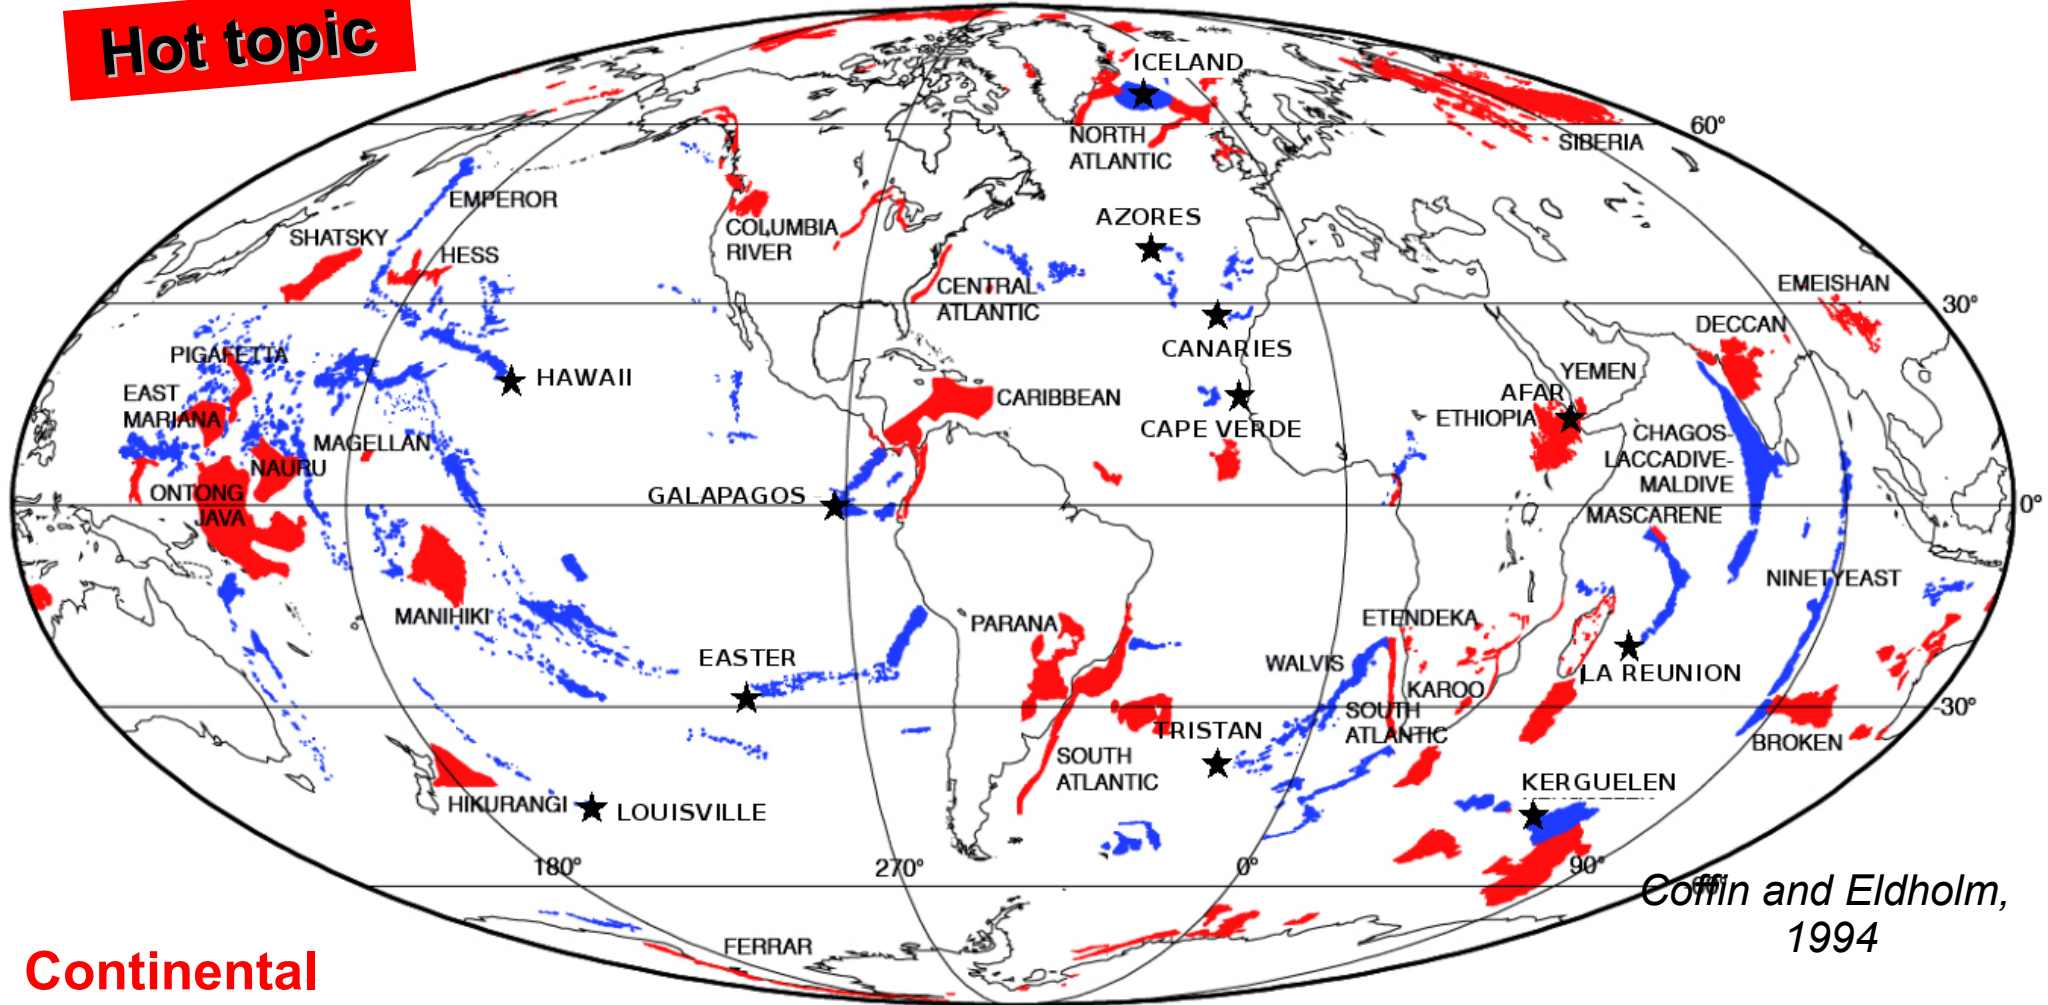 Hot topic
ICELAND
NORTH
ATLANTIC
60°
SIBERIA
EMPEROR
AZORES
SHATSKY
HESS
COLUMBIA
RIVER
CENTRAL
ATLANTIC
EMEISHAN
30°
DECCAN
PIGAFETTA
HAWAII
CANARIES
YEMEN
EAST
MARIANA
CARIBBEAN
AFAR
ETHIOPIA
CAPE VERDE
MAGELLAN
CHAGOS-
LACCADIVE-
MALDIVE
NAURU
ONTONG
JAVA
GALAPAGOS
0°
MASCARENE
NINETYEAST
MANIHIKI
PARANA
ETENDEKA
EASTER
WALVIS
LA REUNION
KAROO
SOUTH
ATLANTIC
-30°
TRISTAN
BROKEN
SOUTH
ATLANTIC
KERGUELEN
HIKURANGI
LOUISVILLE
180°
270°
0°
90°
Coffin and Eldholm,
1994
FERRAR
Continental